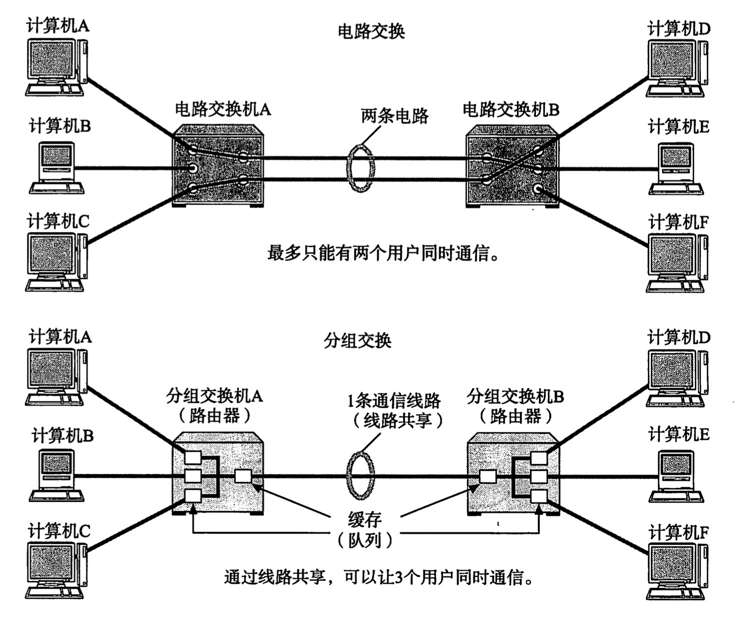 计算机A
电路交换
计算机D
电路交换机A
两条电路
电路交换机B
计算机B
计算机E
计算机C
计算机F
最多只能有两个用户同时通信。
计算机A
分组交换
计算机D
分组交换机A
（路由器）
1条通信线路
（线路共享）
分组交换机B
（路由器）
计算机B
计算机E
缓存
（队列）
计算机C
计算机F
通过线路共享，可以让3个用户同时通信。